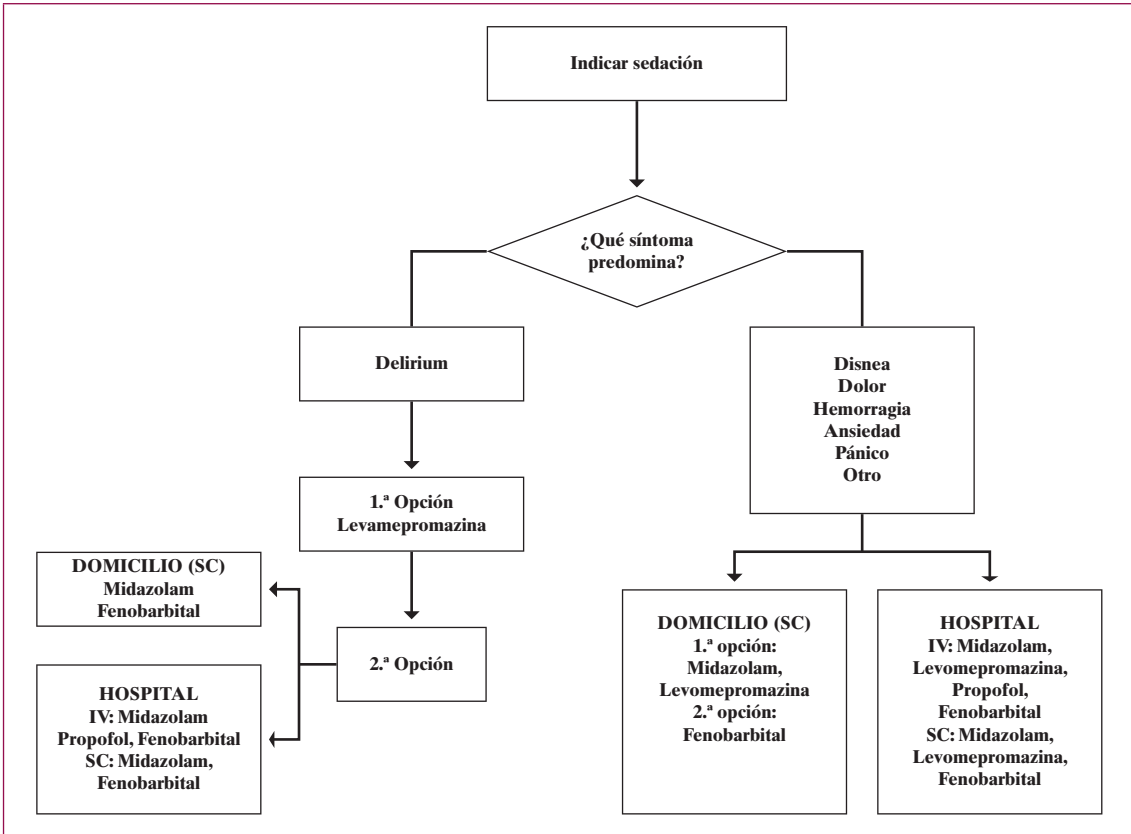 Indicar sedación
¿Qué síntoma
predomina?
Delirium
1.ª Opción
Levamepromazina
2.ª Opción
DOMICILIO (SC)
Midazolam
Fenobarbital
HOSPITAL
IV: Midazolam
Propofol, Fenobarbital
SC: Midazolam,
Fenobarbital
Disnea
Dolor
Hemorragia
Ansiedad
Pánico
Otro
DOMICILIO (SC)
1.ª opción:
Midazolam,
Levomepromazina
2.ª opción:
Fenobarbital
HOSPITAL
IV: Midazolam,
Levomepromazina,
Propofol,
Fenobarbital
SC: Midazolam,
Levomepromazina,
Fenobarbital